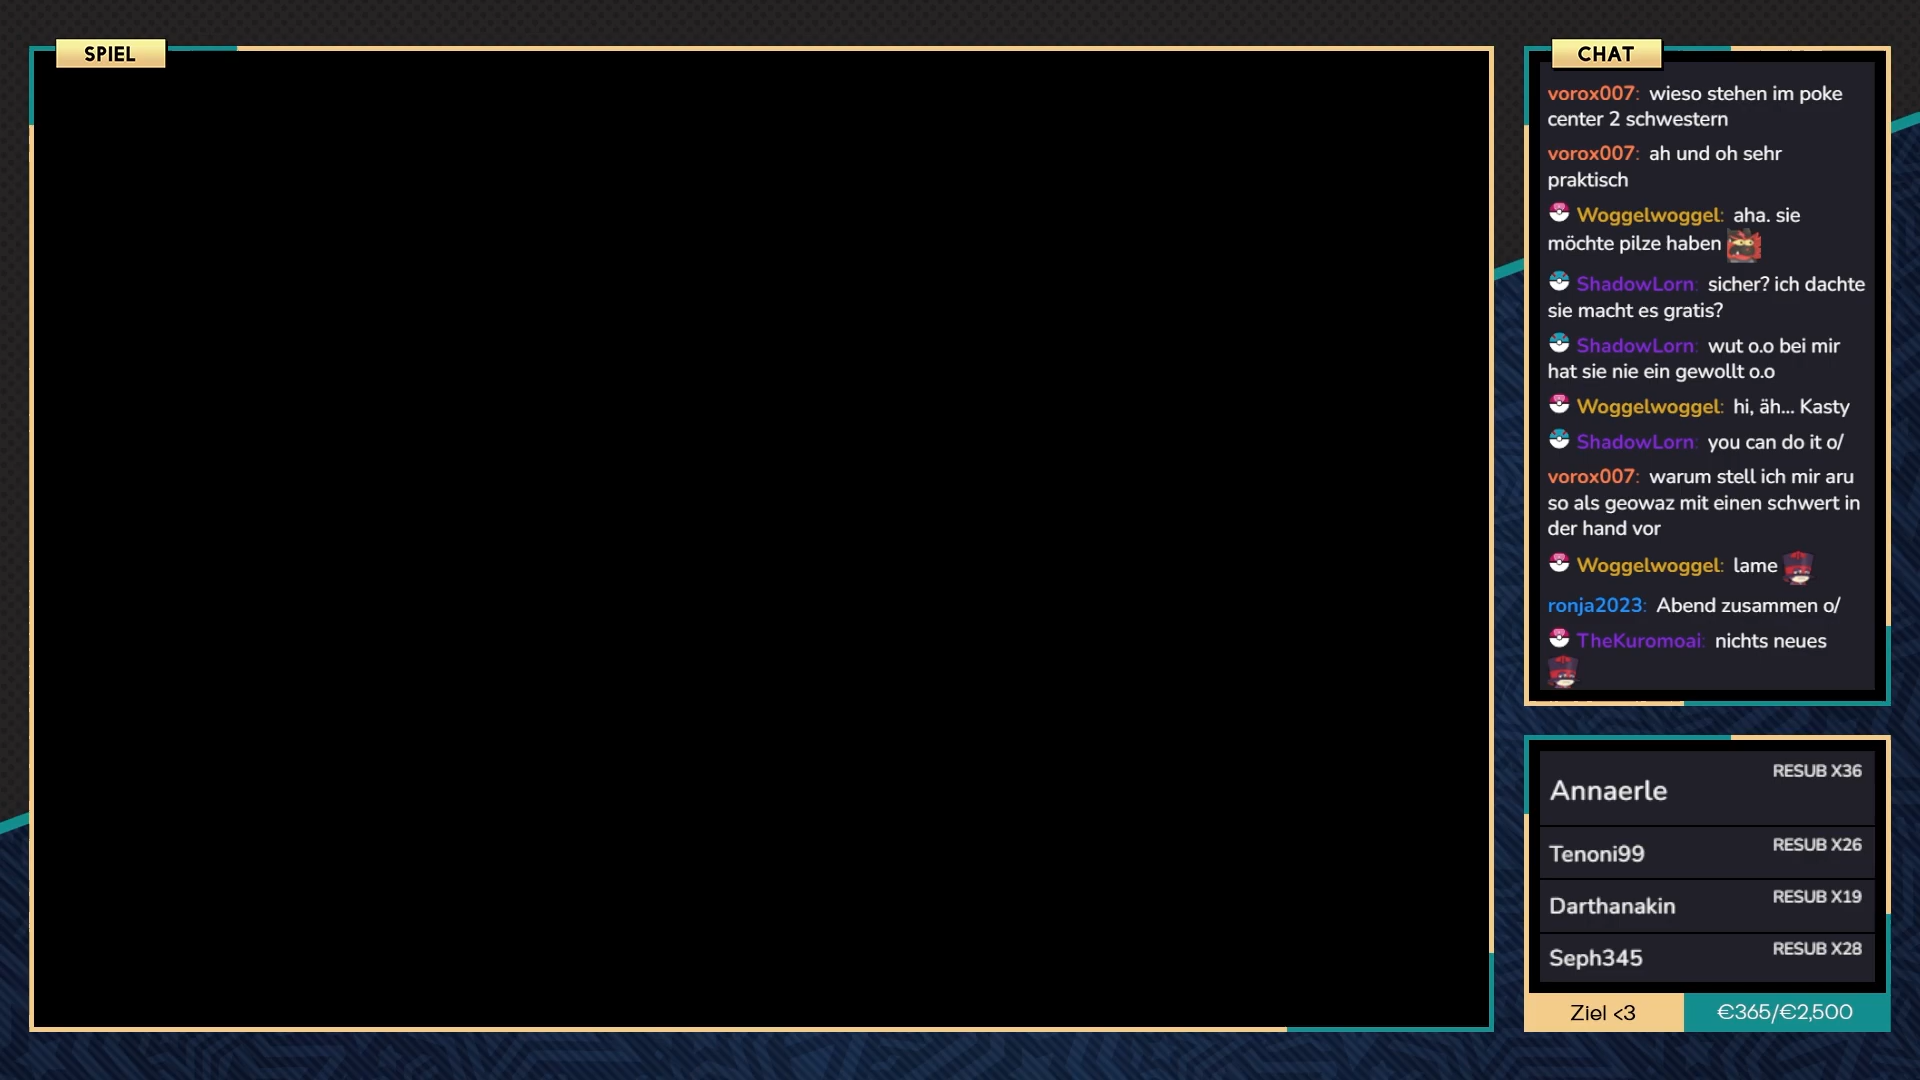 SPIEL
CHAT
vorox007: wieso stehen im poke
center 2 schwestern
vorox007: ah und oh sehr
praktisch
Woggelwoggel: aha. sie
möchte pilze haben
ShadowLorn: sicher? ich dachte
sie macht es gratis?
ShadowLorn: wut o.o bei mir
hat sie nie ein gewollt o.o
Woggelwoggel: hi, äh... Kasty
ShadowLorn: you can do it o/
vorox007: warum stell ich mir aru
so als geowaz mit einen schwert in
der hand vor
Woggelwoggel: lame
ronja2023: Abend zusammen o/
TheKuromoai: nichts neues
RESUB X36
Annaerle
RESUB X26
Tenoni99
RESUB X19
Darthanakin
RESUB X28
Seph345
Ziel <3
€365/€2,500